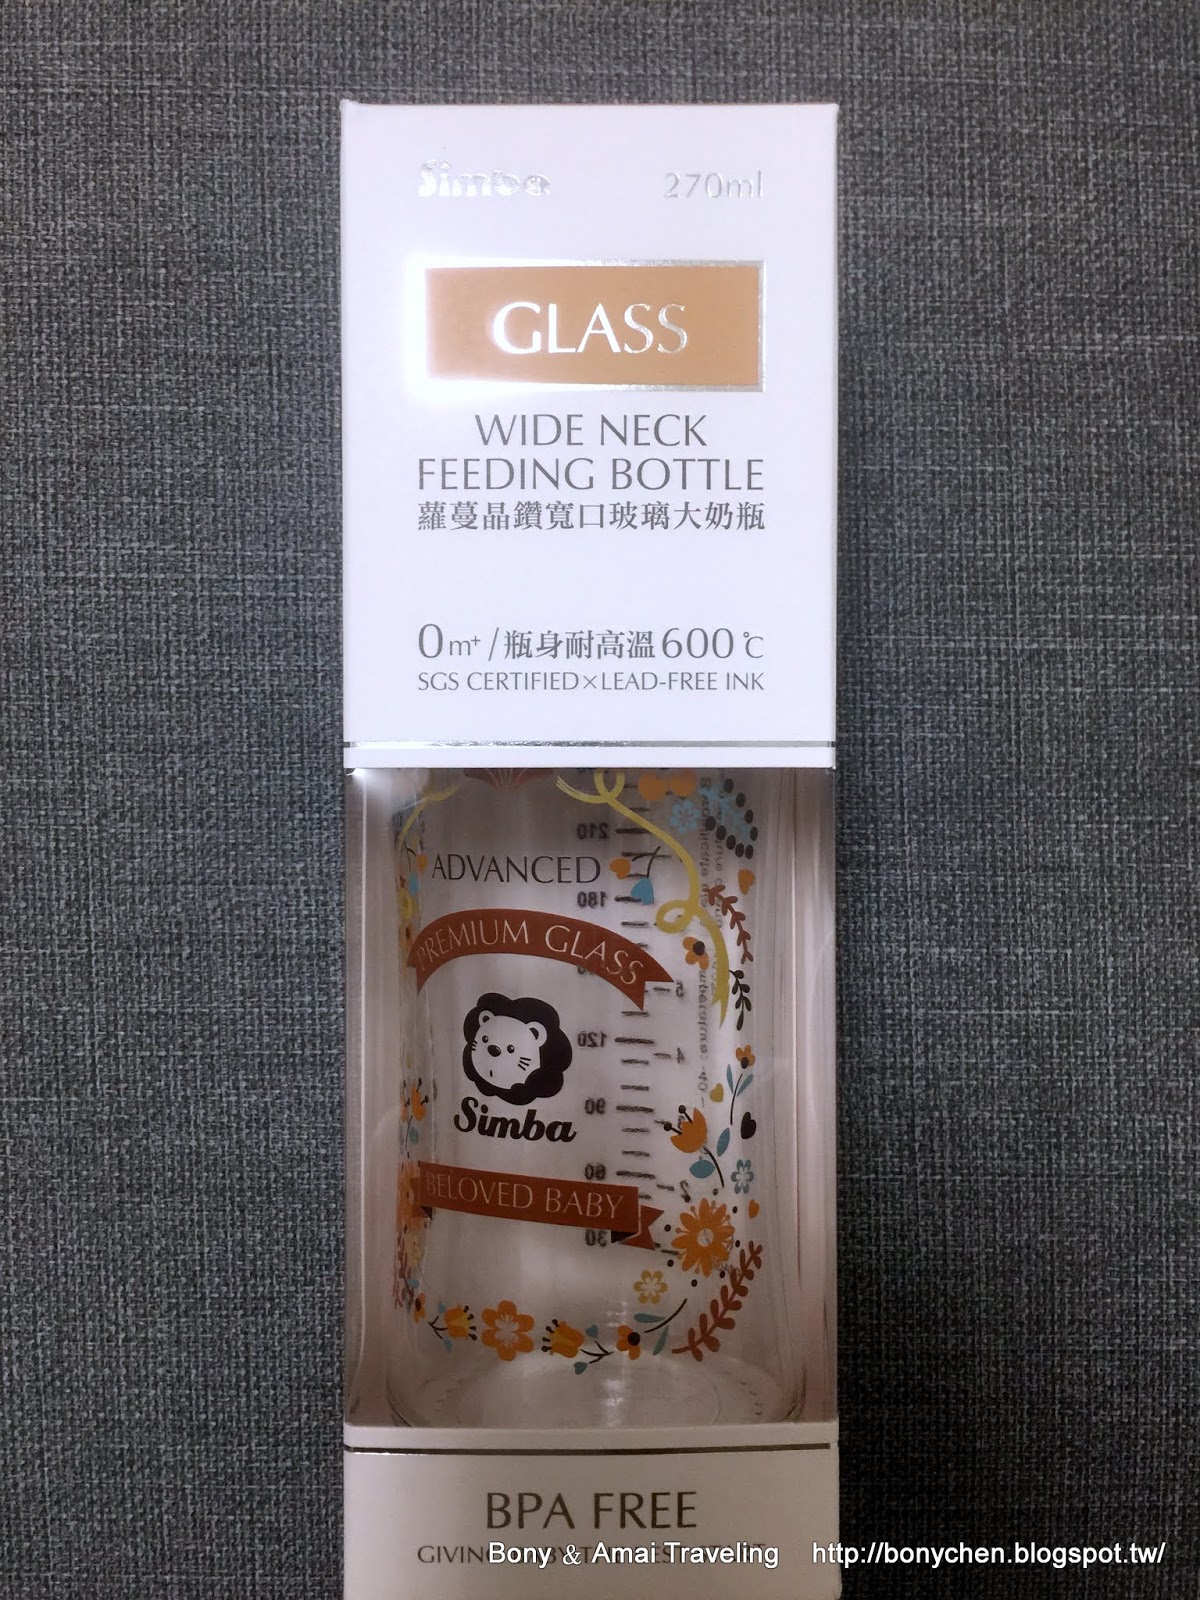 Simba 270ml
GLASS
WIDE NECK
FEEDING BOTTLE
蘿蔓晶鑽寬口玻璃大奶瓶
0m+/瓶身耐高溫600℃
SGS CERTIFIED×LEAD-FREE INK
210
ADVANCED
180
PREMIUM GLASS
5
120
4
90
Simba
60
2
BELOVED BABY
30
BPA FREE
GIVING
Bony & Amai Traveling http://bonychen.blogspot.tw/